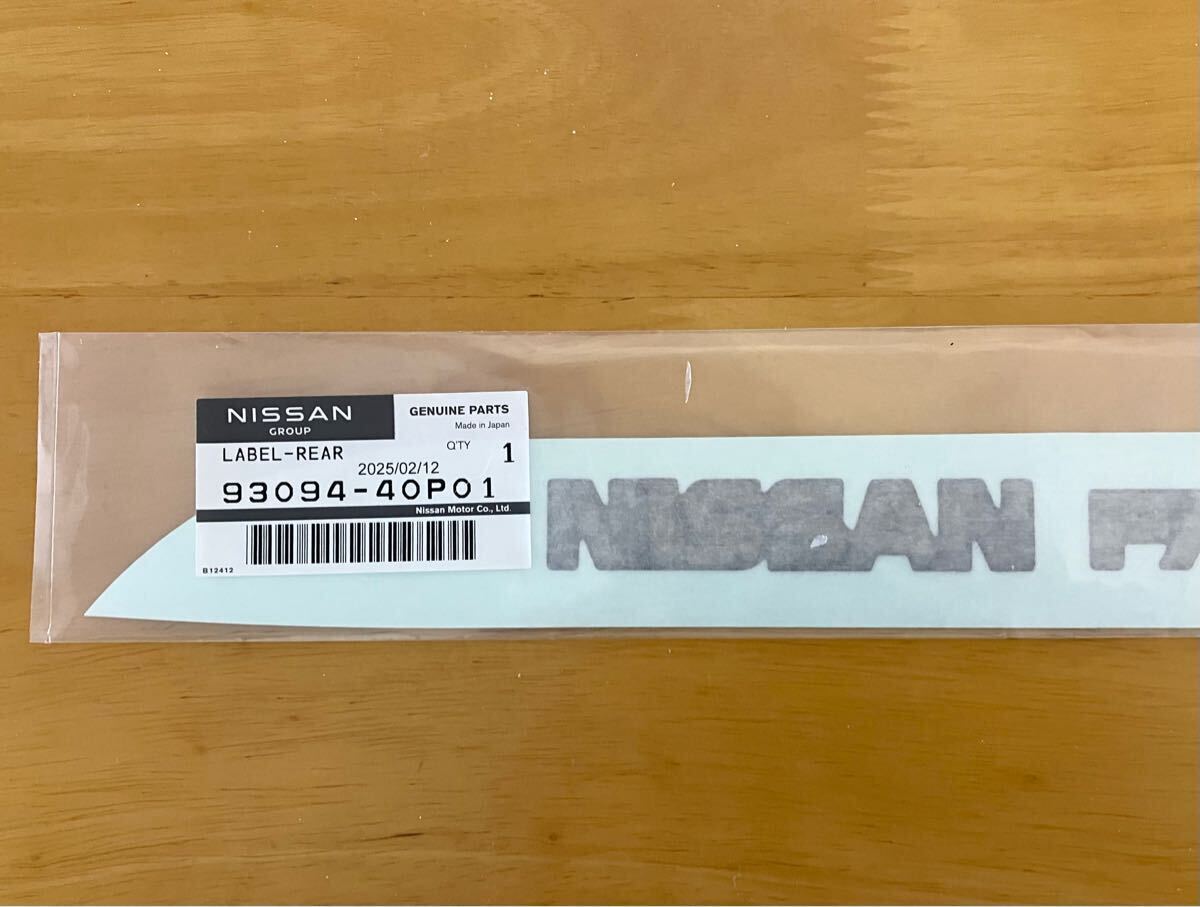 NISSAN
GROUP
GENUINE PARTS
Made in Japan
LABEL-REAR
Q'TY 1
2025/02/12
93094-40P01
Nissan Motor Co., Ltd.
B12412
NISSAN